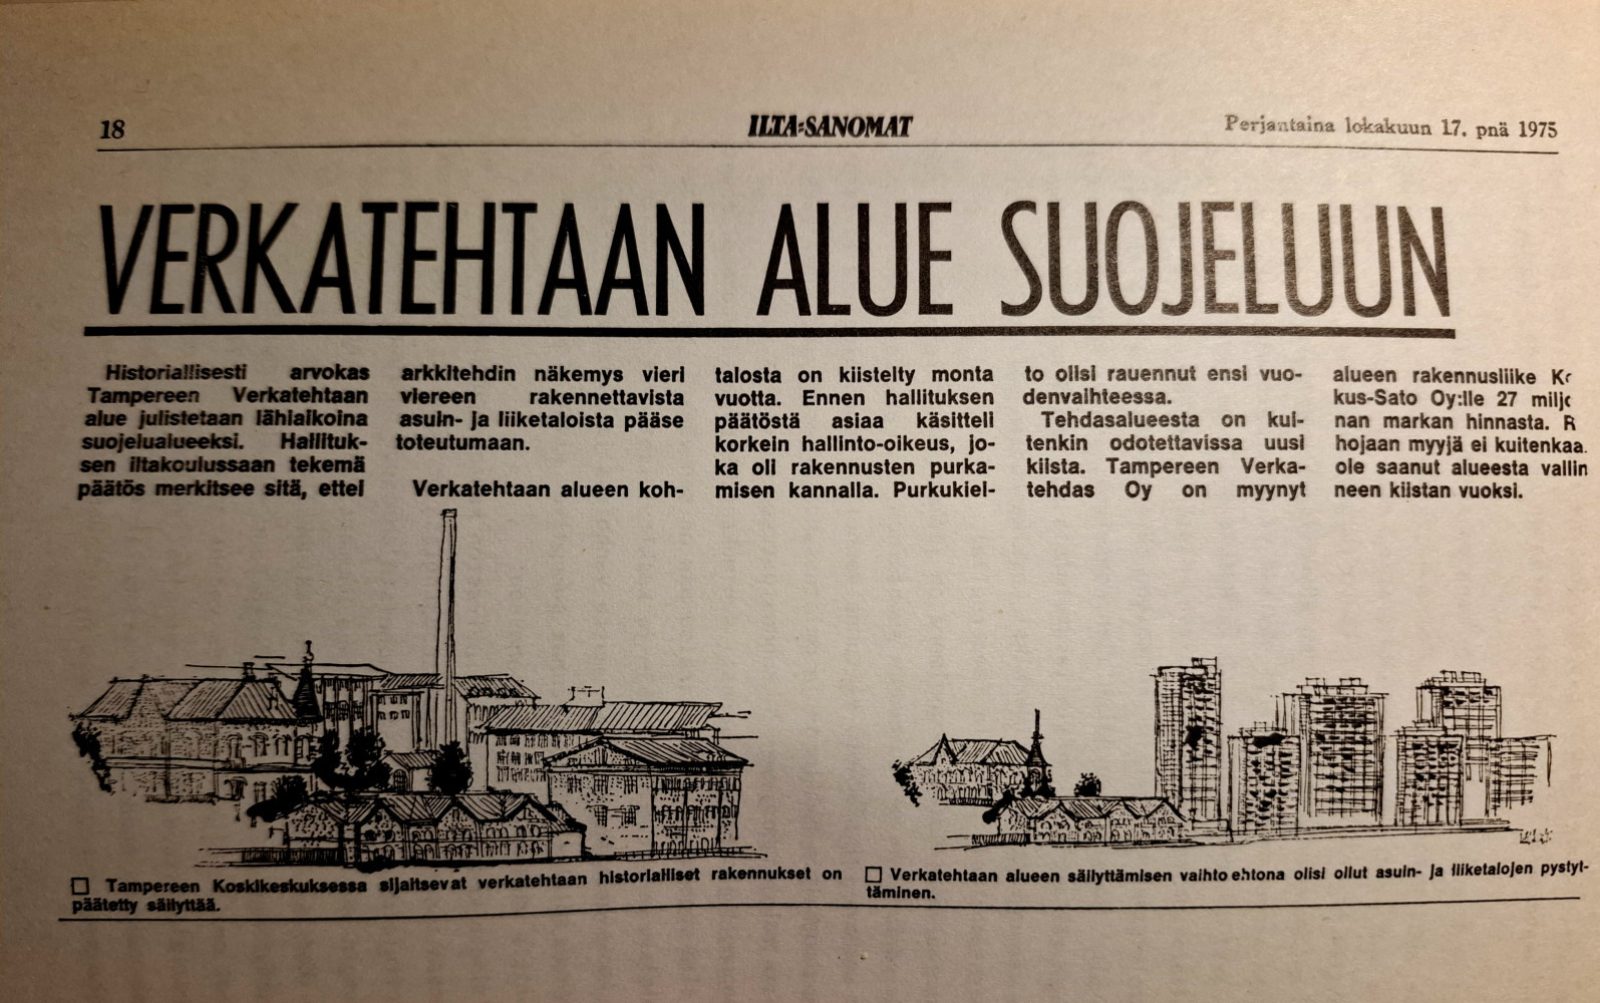 18
ILTA-SANOMAT
Perjantaina lokakuun 17. pnä 1975
VERKATEHTAAN ALUE SUOJELUUN
Historiallisesti arvokas
Tampereen Verkatehtaan
alue julistetaan lähiaikoina
suojelualueeksi. Hallituk-
sen iltakoulussaan tekemä
päätös merkitsee sitä, ettei
arkkitehdin näkemys vieri
viereen rakennettavista
asuin- ja liiketaloista pääse
toteutumaan.
Verkatehtaan alueen koh-
talosta on kiistelty monta
vuotta. Ennen hallituksen
päätöstä asiaa käsitteli
korkein hallinto-oikeus, jo-
ka oli rakennusten purka-
misen kannalla. Purkukiel-
to olisi rauennut ensi vuo-
denvaihteessa.
Tehdasalueesta on kui-
tenkin odotettavissa uusi
kiista. Tampereen Verka-
tehdas Oy on myynyt
alueen rakennusliike
kus-Sato Oy:lle 27 milj
nan markan hinnasta. R
hojaan myyjä ei kuitenkaa
ole saanut alueesta vallin
neen kiistan vuoksi.
□ Tampereen Koskikeskuksessa sijaitsevat verkatehtaan historialliset rakennukset on
päätetty säilyttää.
□ Verkatehtaan alueen säilyttämisen vaihtoehtona olisi ollut asuin- ja liiketalojen pystyt-
täminen.